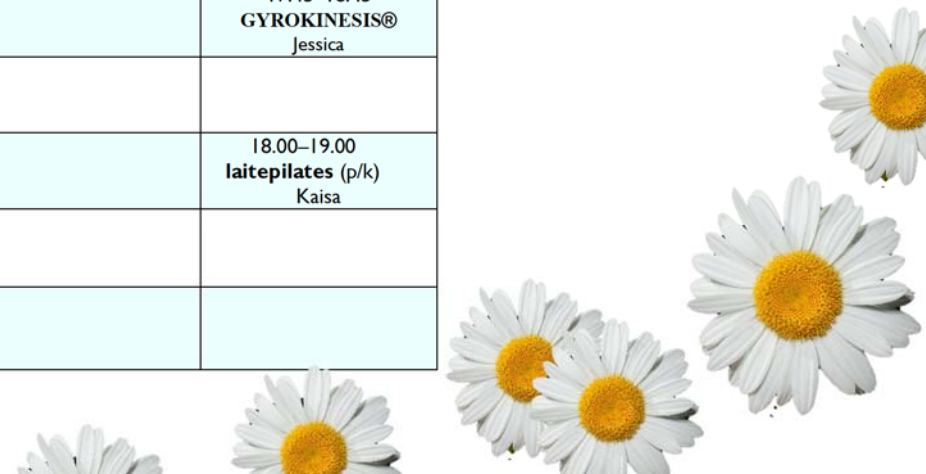 GYROKINESIS®
Jessica
18.00–19.00
laitepilates (p/k)
Kaisa